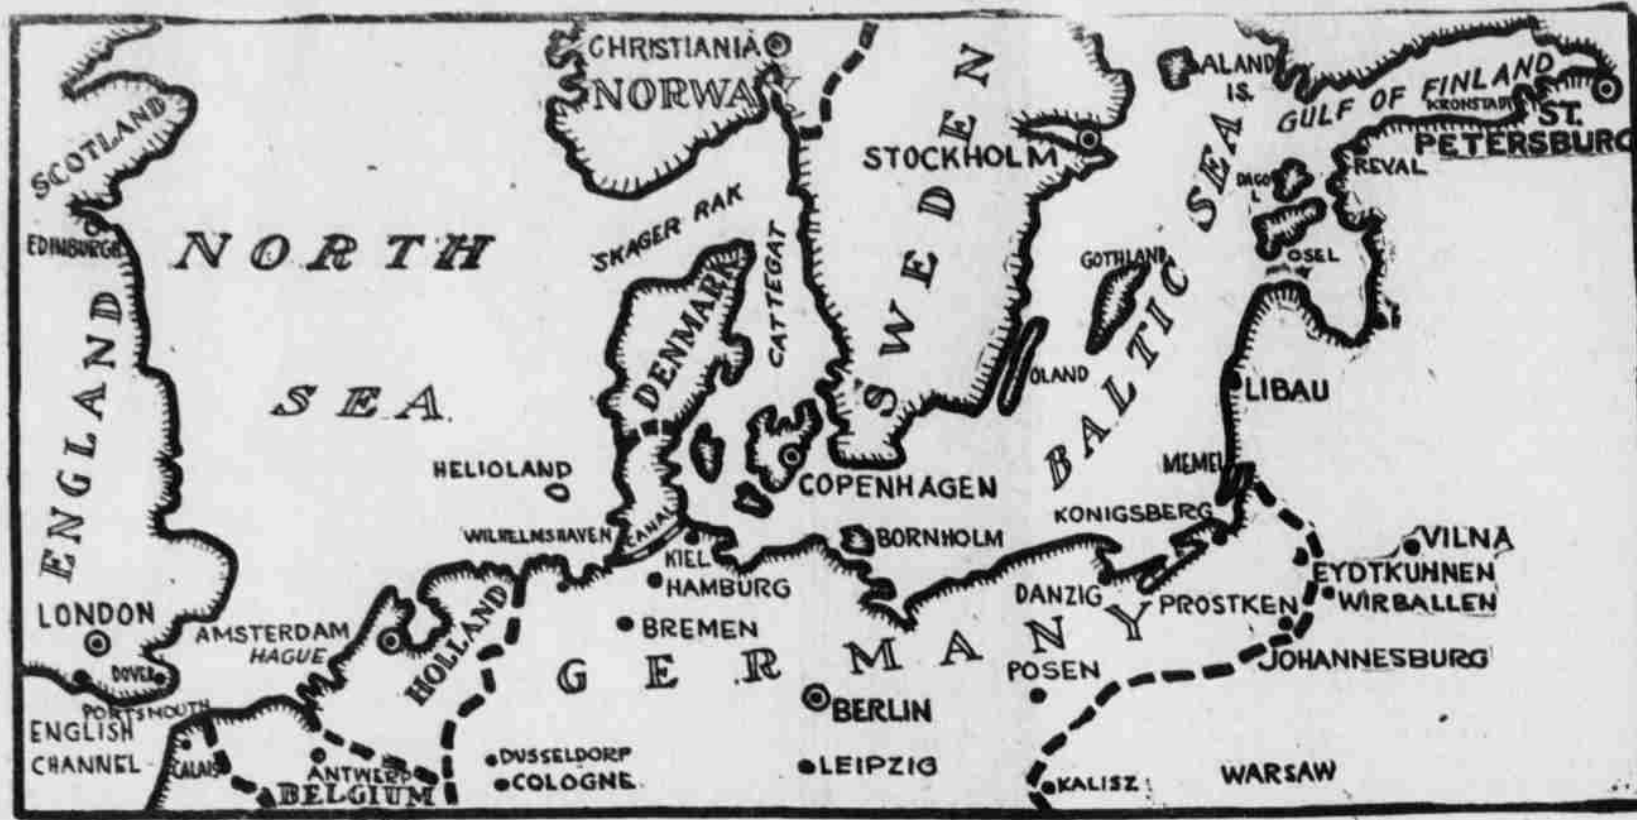 CHRISTIANIA
NORWAY
SWEDEN
STOCKHOLM
ALAND
IS.
GULF OF FINLAND
KRONSTADT
ST.
PETERSBURG
REVAL
DAGO
I.
OSEL
SCOTLAND
EDINBURGH
NORTH
SEA
SKAGER RAK
CATTEGAT
DENMARK
GOTHLAND
OLAND
BALTIC SEA
LIBAU
ENGLAND
HELIOLAND
COPENHAGEN
MEMEL
WILHELMSHAVEN
CANAL
KIEL
BORNHOLM
KONIGSBERG
VILNA
HAMBURG
DANZIG
EYDTKUHNEN
PROSTKEN
WIRBALLEN
LONDON
AMSTERDAM
HAGUE
HOLLAND
BREMEN
GERMANY
JOHANNESBURG
DOVER
PORTSMOUTH
POSEN
BERLIN
ENGLISH
CHANNEL
CALAIS
ANTWERP
BELGIUM
DUSSELDORP
COLOGNE
LEIPZIG
KALISZ
WARSAW